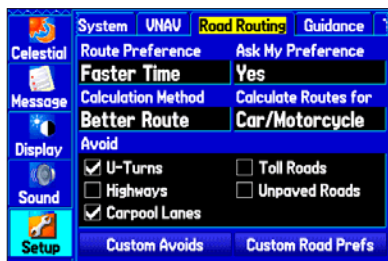 System VNAV Road Routing Guidance
Celestial
Route Preference Ask My Preference
Faster Time Yes
Message
Calculation Method Calculate Routes for
Better Route Car/Motorcycle
Display
Avoid
U-Turns Toll Roads
Highways Unpaved Roads
Sound
Carpool Lanes
Setup
Custom Avoids Custom Road Prefs